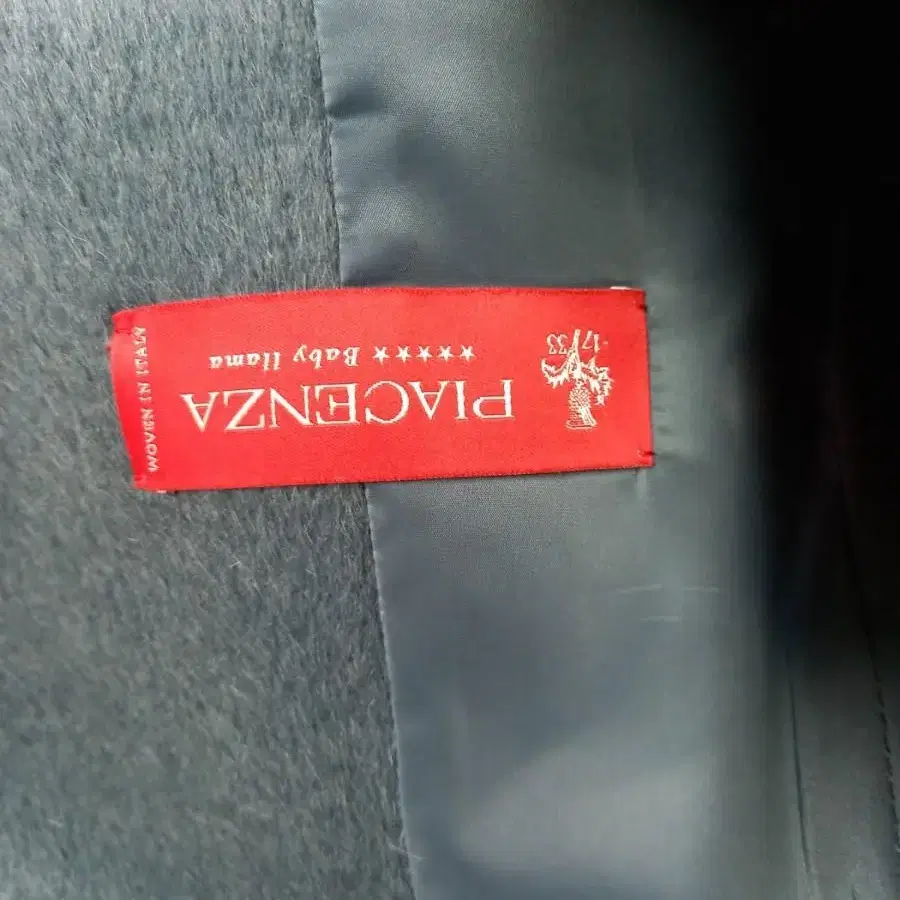 -1733
PIACENZA
★★★★★ Baby llama
WOVEN IN ITALY